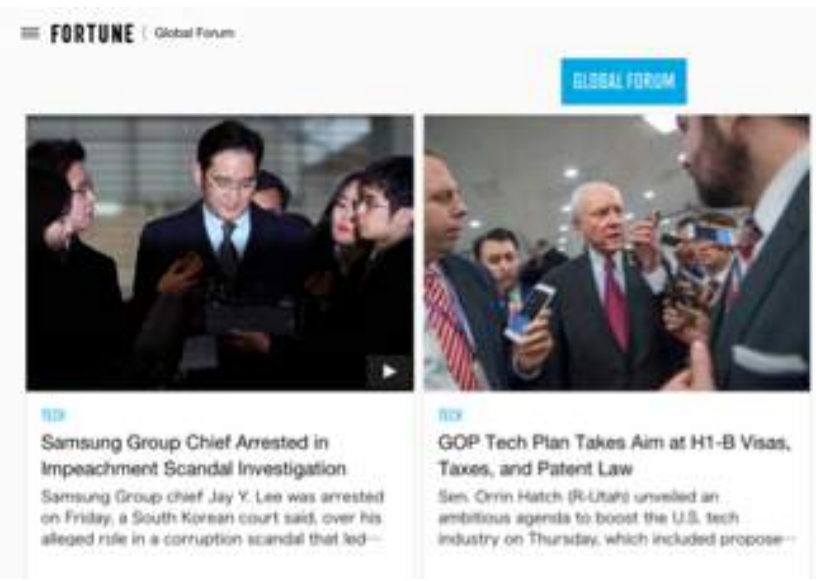 FORTUNE | Global Forum
GLOBAL FORUM
TECH
Samsung Group Chief Arrested in
Impeachment Scandal Investigation
Samsung Group chief Jay Y. Lee was arrested
on Friday, a South Korean court said, over his
alleged role in a corruption scandal that led...
TECH
GOP Tech Plan Takes Aim at H1-B Visas,
Taxes, and Patent Law
Sen. Orrin Hatch (R-Utah) unveiled an
ambitious agenda to boost the U.S. tech
industry on Thursday, which included propose...